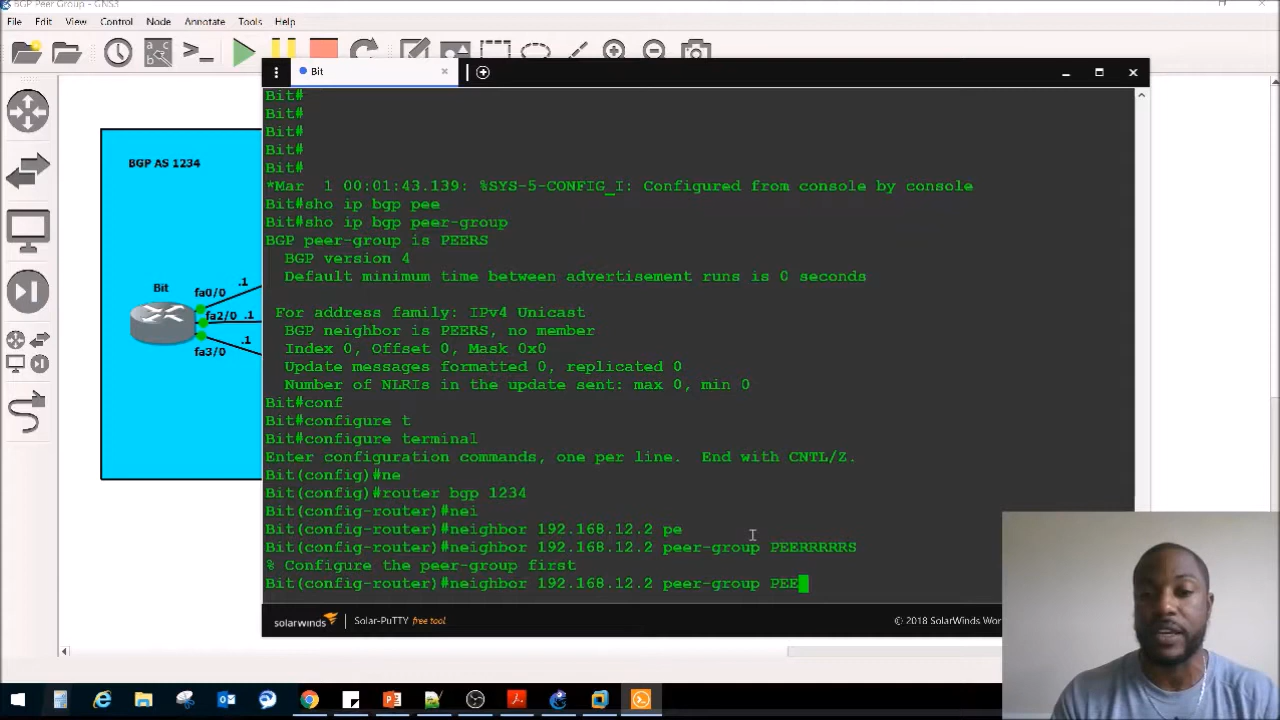 BGP Peer Group - GNS3
File Edit View Control Annotate Tools Help
Bit
BGP AS 1234
Bit
fa0/0 .1
fa2/0 .1
fa3/0 .1
Bit#
Bit#
Bit#
Bit#
Bit#
*Mar 1 00:01:43.139: %SYS-5-CONFIG_I: Configured from console by console
Bit#sho ip bgp pee
Bit#sho ip bgp peer-group
BGP peer-group is PEERS
BGP version 4
Default minimum time between advertisement runs is 0 seconds
For address family: IPv4 Unicast
BGP neighbor is PEERS, no member
Index 0, Offset 0, Mask 0x0
Update messages formatted 0, replicated 0
Number of NLRIs in the update sent: max 0, min 0
Bit#conf
Bit#configure t
Bit#configure terminal
Enter configuration commands, one per line. End with CNTL/Z.
Bit(config)#ne
Bit(config)#router bgp 1234
Bit(config-router)#nei
Bit(config-router)#neighbor 192.168.12.2 pe
Bit(config-router)#neighbor 192.168.12.2 peer-group PEERRRRRS
% Configure the peer-group first
Bit(config-router)#neighbor 192.168.12.2 peer-group PEE
solarwinds Solar-PuTTY free tool
© 2018 SolarWinds Wor